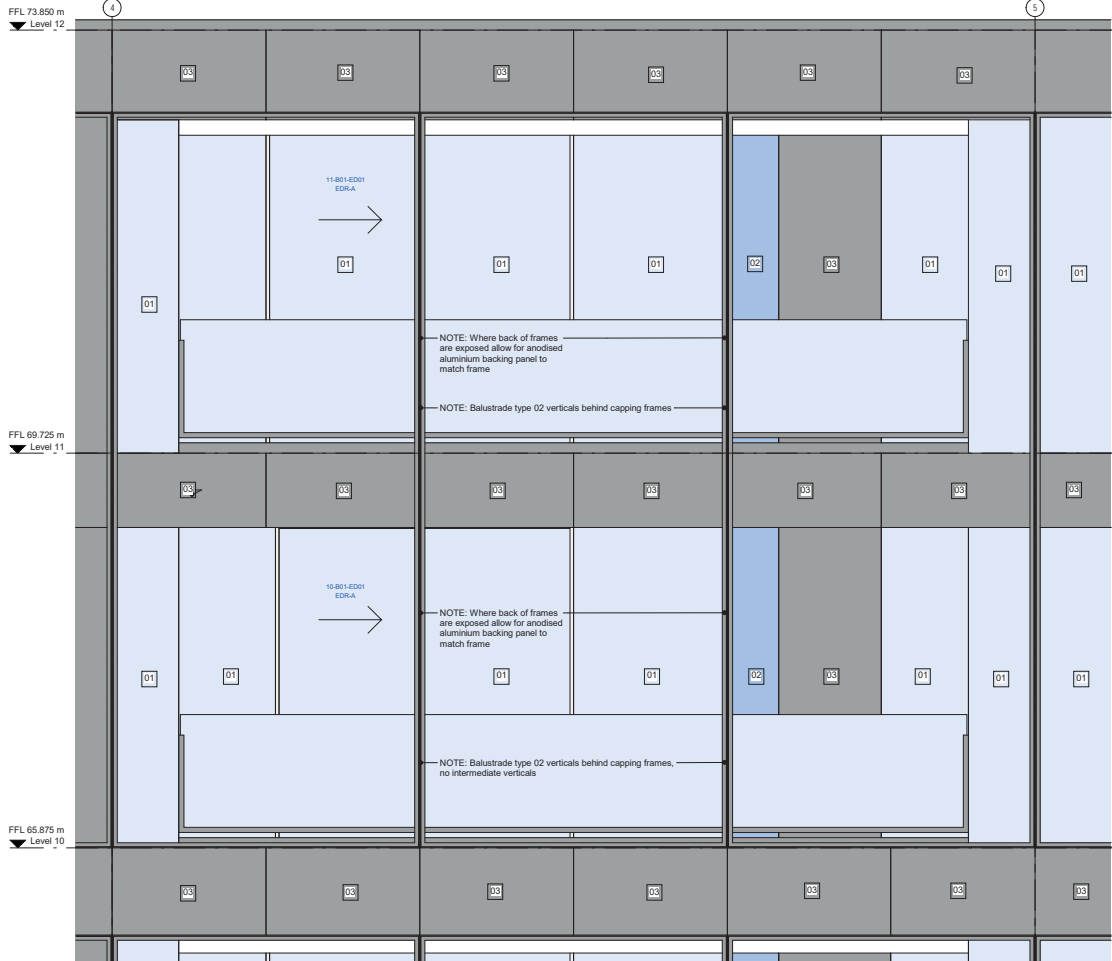 4
5
FFL 73.850 m
Level 12
03
03
03
03
03
03
11-B01-ED01
EDR-A
01
01
01
02
03
01
01
01
01
NOTE: Where back of frames
are exposed allow for anodised
aluminium backing panel to
match frame
NOTE: Balustrade type 02 verticals behind capping frames
FFL 69.725 m
Level 11
03
03
03
03
03
03
03
10-B01-ED01
EDR-A
NOTE: Where back of frames
are exposed allow for anodised
aluminium backing panel to
match frame
01
01
01
01
02
03
01
01
01
NOTE: Balustrade type 02 verticals behind capping frames,
no intermediate verticals
FFL 65.875 m
Level 10
03
03
03
03
03
03
03